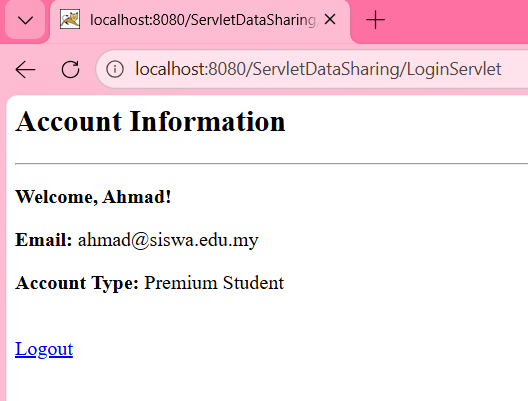 localhost:8080/ServletDataSharing
localhost:8080/ServletDataSharing/LoginServlet
Account Information
Welcome, Ahmad!
Email: ahmad@siswa.edu.my
Account Type: Premium Student
Logout